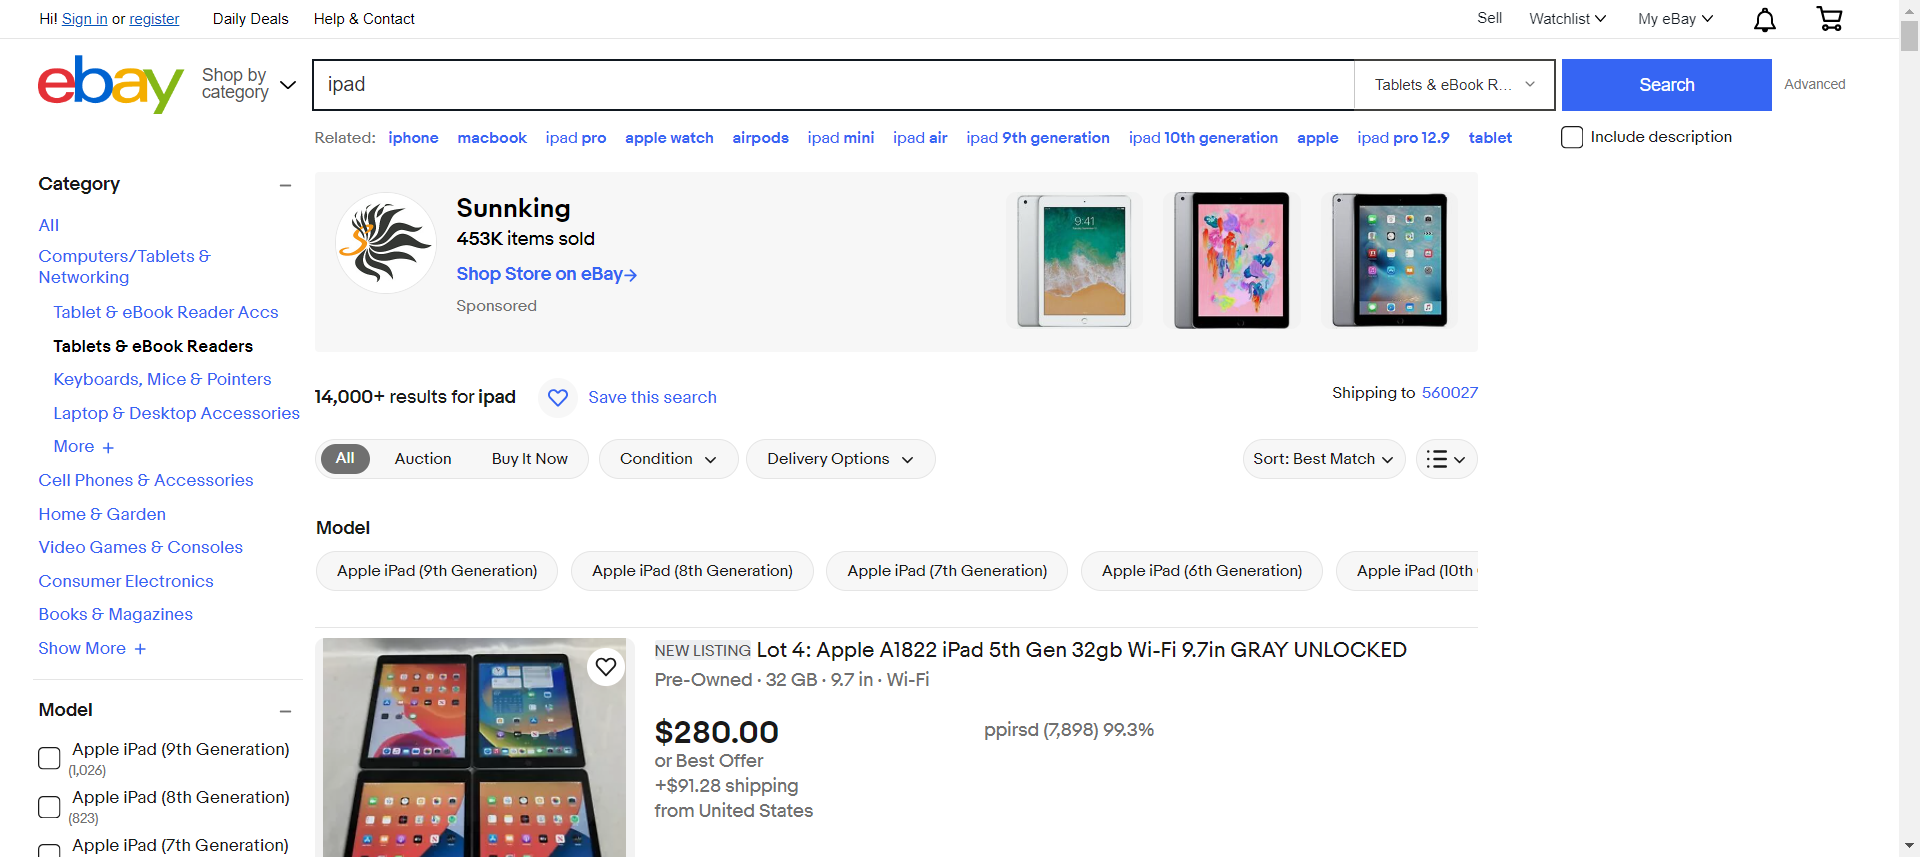 Hi! Sign in or register
Daily Deals
Help & Contact
Sell
Watchlist
My eBay
ebay
Shop by category
ipad
Tablets & eBook R...
Search
Advanced
Related: iphone macbook ipad pro apple watch airpods ipad mini ipad air ipad 9th generation ipad 10th generation apple ipad pro 12.9 tablet
Include description
Category
All
Computers/Tablets &
Networking
Tablet & eBook Reader Accs
Tablets & eBook Readers
Keyboards, Mice & Pointers
Laptop & Desktop Accessories
More +
Cell Phones & Accessories
Home & Garden
Video Games & Consoles
Consumer Electronics
Books & Magazines
Show More +
Model
Apple iPad (9th Generation)
(1,026)
Apple iPad (8th Generation)
(823)
Apple iPad (7th Generation)
Sunnking
453K items sold
Shop Store on eBay→
Sponsored
9:41
14,000+ results for ipad
Save this search
Shipping to 560027
All
Auction
Buy It Now
Condition
Delivery Options
Sort: Best Match
Model
Apple iPad (9th Generation)
Apple iPad (8th Generation)
Apple iPad (7th Generation)
Apple iPad (6th Generation)
Apple iPad (10th
NEW LISTING Lot 4: Apple A1822 iPad 5th Gen 32gb Wi-Fi 9.7in GRAY UNLOCKED
Pre-Owned · 32 GB · 9.7 in · Wi-Fi
$280.00
or Best Offer
+$91.28 shipping
from United States
ppirsd (7,898) 99.3%